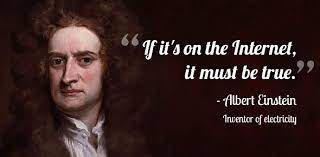 “If it's on the Internet,
it must be true.”
- Albert Einstein
Inventor of electricity